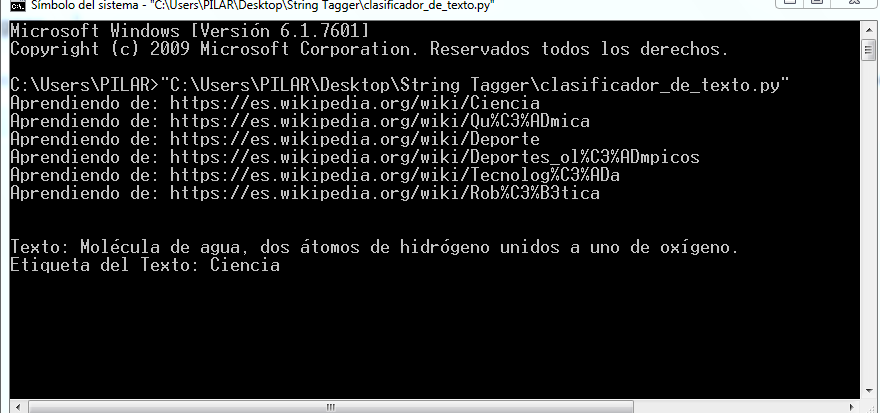 Símbolo del sistema - "C:\Users\PILAR\Desktop\String Tagger\clasificador_de_texto.py"
Microsoft Windows [Versión 6.1.7601]
Copyright (c) 2009 Microsoft Corporation. Reservados todos los derechos.
C:\Users\PILAR>"C:\Users\PILAR\Desktop\String Tagger\clasificador_de_texto.py"
Aprendiendo de: https://es.wikipedia.org/wiki/Ciencia
Aprendiendo de: https://es.wikipedia.org/wiki/Qu%C3%ADmica
Aprendiendo de: https://es.wikipedia.org/wiki/Deporte
Aprendiendo de: https://es.wikipedia.org/wiki/Deportes_ol%C3%ADmpicos
Aprendiendo de: https://es.wikipedia.org/wiki/Tecnolog%C3%ADa
Aprendiendo de: https://es.wikipedia.org/wiki/Rob%C3%B3tica
Texto: Molécula de agua, dos átomos de hidrógeno unidos a uno de oxígeno.
Etiqueta del Texto: Ciencia